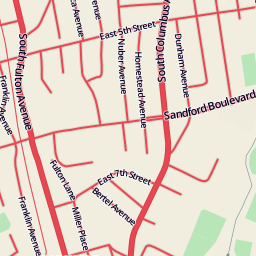 East 5th Street
a Avenue
Nuber Avenue
Homestead Avenue
South Columbus A
Dunham Avenue
South Fulton Avenue
Franklin Avenue
Sandford Boulevard
Fulton Lane
East 7th Street
Bertel Avenue
Miller Place
Franklin Avenue